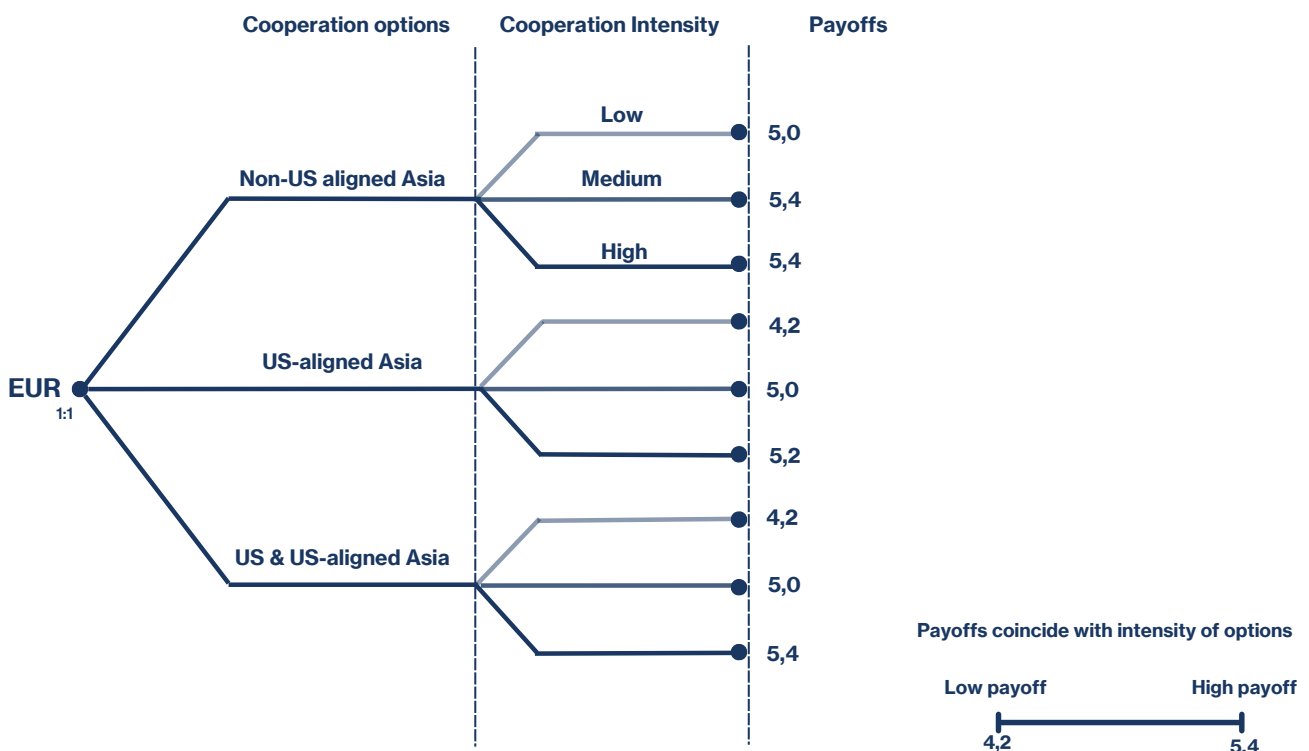 Cooperation options
Cooperation Intensity
Payoffs
Low
5,0
Non-US aligned Asia
Medium
5,4
High
5,4
4,2
US-aligned Asia
EUR
1:1
5,0
5,2
4,2
US & US-aligned Asia
5,0
5,4
Payoffs coincide with intensity of options
Low payoff
High payoff
4,2
5,4